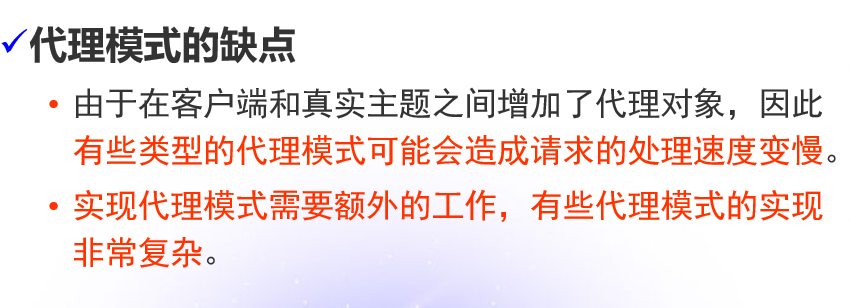 ✓代理模式的缺点
• 由于在客户端和真实主题之间增加了代理对象，因此
有些类型的代理模式可能会造成请求的处理速度变慢。
• 实现代理模式需要额外的工作，有些代理模式的实现
非常复杂。